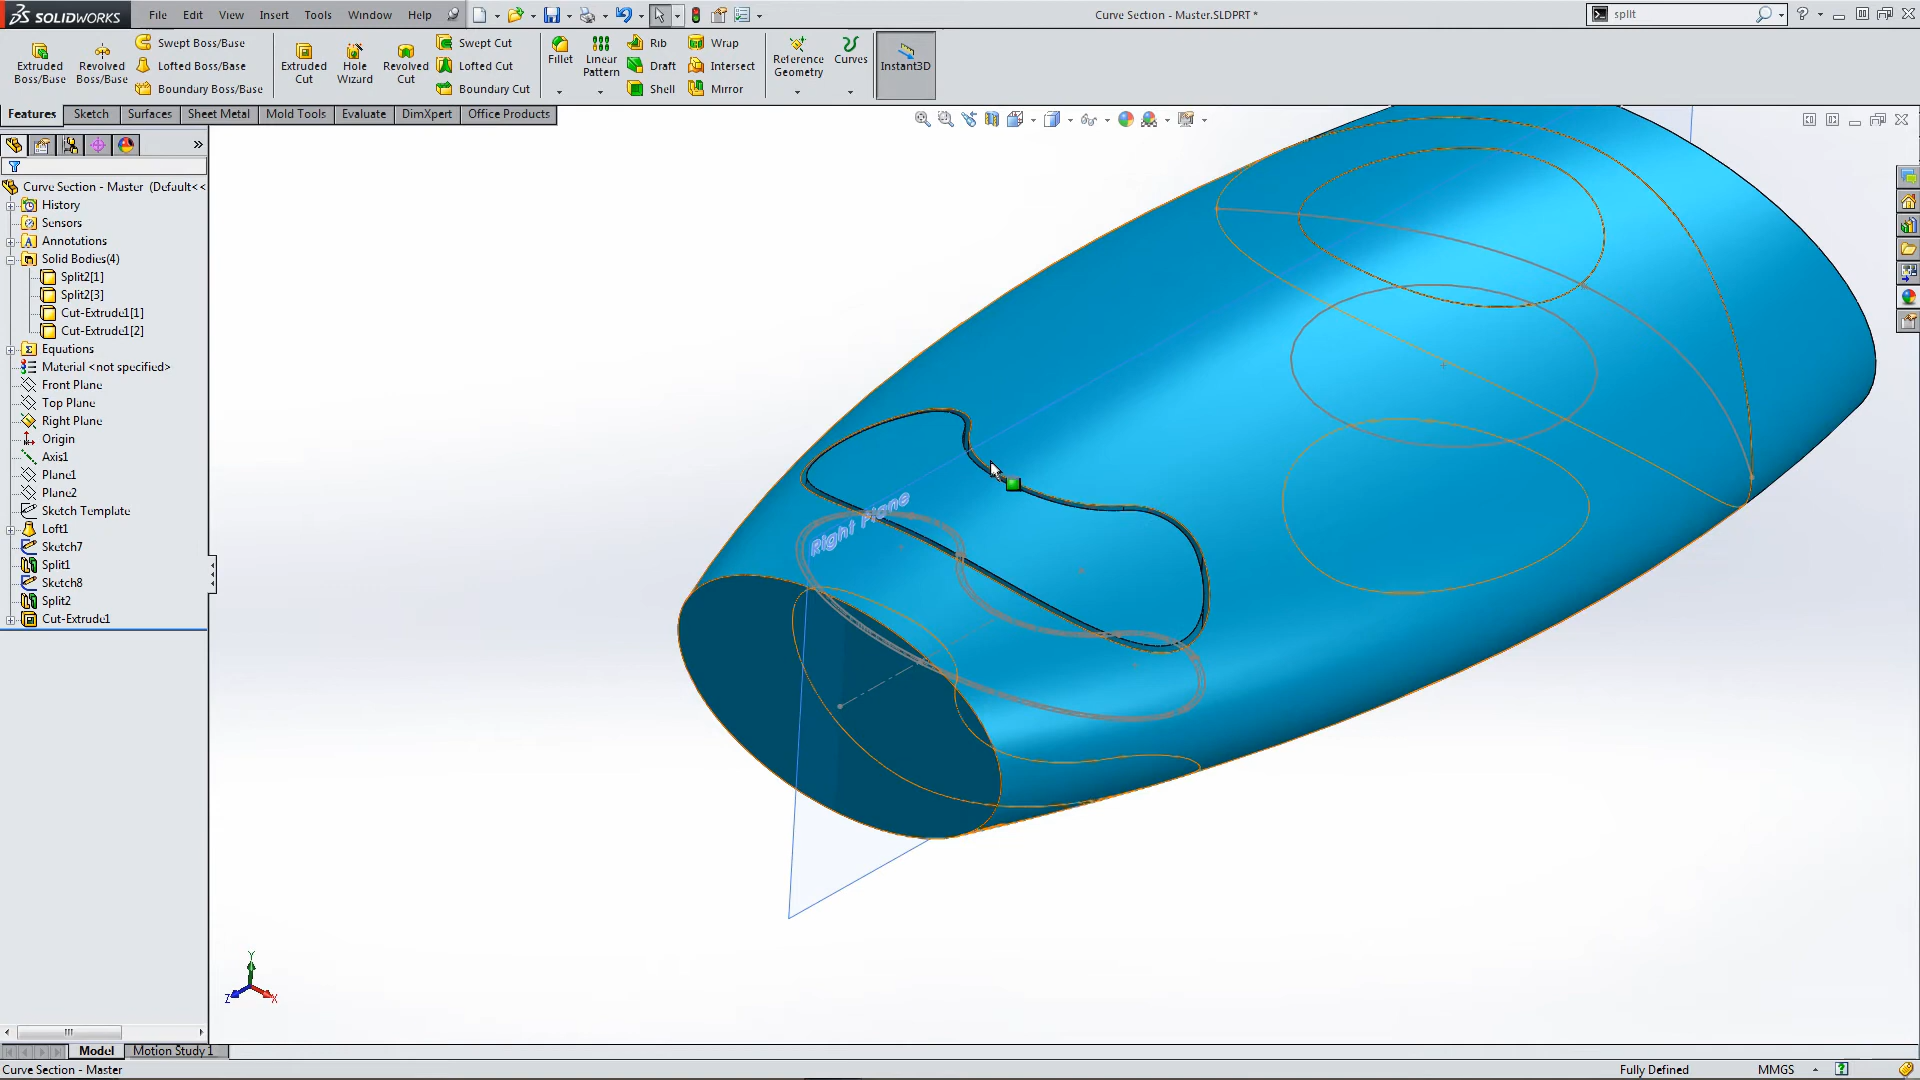 SOLIDWORKS File Edit View Insert Tools Window Help
Curve Section - Master.SLDPRT *
split
Extruded Boss/Base
Revolved Boss/Base
Swept Boss/Base
Lofted Boss/Base
Boundary Boss/Base
Extruded Cut
Hole Wizard
Revolved Cut
Swept Cut
Lofted Cut
Boundary Cut
Fillet
Linear Pattern
Rib
Draft
Shell
Wrap
Intersect
Mirror
Reference Geometry
Curves
Instant3D
Features Sketch Surfaces Sheet Metal Mold Tools Evaluate DimXpert Office Products
Curve Section - Master (Default<<
History
Sensors
Annotations
Solid Bodies(4)
Split2[1]
Split2[3]
Cut-Extrude1[1]
Cut-Extrude1[2]
Equations
Material <not specified>
Front Plane
Top Plane
Right Plane
Origin
Axis1
Plane1
Plane2
Sketch Template
Loft1
Sketch7
Split1
Sketch8
Split2
Cut-Extrude1
Right Plane
Y
Z
X
Model Motion Study 1
Curve Section - Master
Fully Defined
MMGS